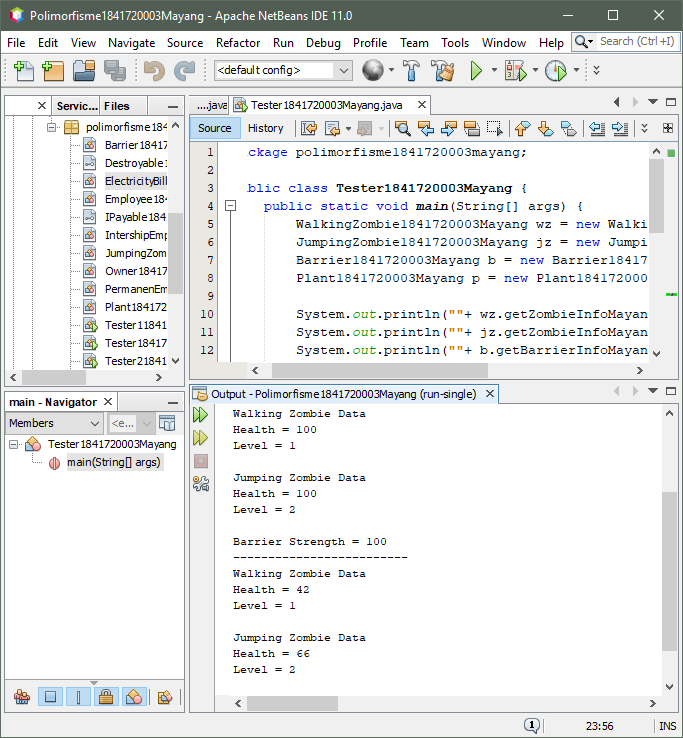 Polimorfisme1841720003Mayang - Apache NetBeans IDE 11.0
File Edit View Navigate Source Refactor Run Debug Profile Team Tools Window Help Search (Ctrl+I)
<default config>
Servic... Files
polimorfisme184
Barrier18417
Destroyable1
ElectricityBill
Employee184
IPayable184
IntershipEmp
JumpingZom
Owner18417
PermanenEm
Plant184172
Tester11841
Tester18417
Tester21841
....java Tester1841720003Mayang.java
Source History
1 ckage polimorfisme1841720003mayang;
2
3 blic class Tester1841720003Mayang {
4 public static void main(String[] args) {
5 WalkingZombie1841720003Mayang wz = new Walki
6 JumpingZombie1841720003Mayang jz = new Jumpi
7 Barrier1841720003Mayang b = new Barrier18417
8 Plant1841720003Mayang p = new Plant184172000
9
10 System.out.println(""+ wz.getZombieInfoMayan
11 System.out.println(""+ jz.getZombieInfoMayan
12 System.out.println(""+ b.getBarrierInfoMayan
main - Navigator
Members <e...
Tester1841720003Mayang
main(String[] args)
Output - Polimorfisme1841720003Mayang (run-single)
Walking Zombie Data
Health = 100
Level = 1
Jumping Zombie Data
Health = 100
Level = 2
Barrier Strength = 100
-------------------------
Walking Zombie Data
Health = 42
Level = 1
Jumping Zombie Data
Health = 66
Level = 2
1 23:56 INS